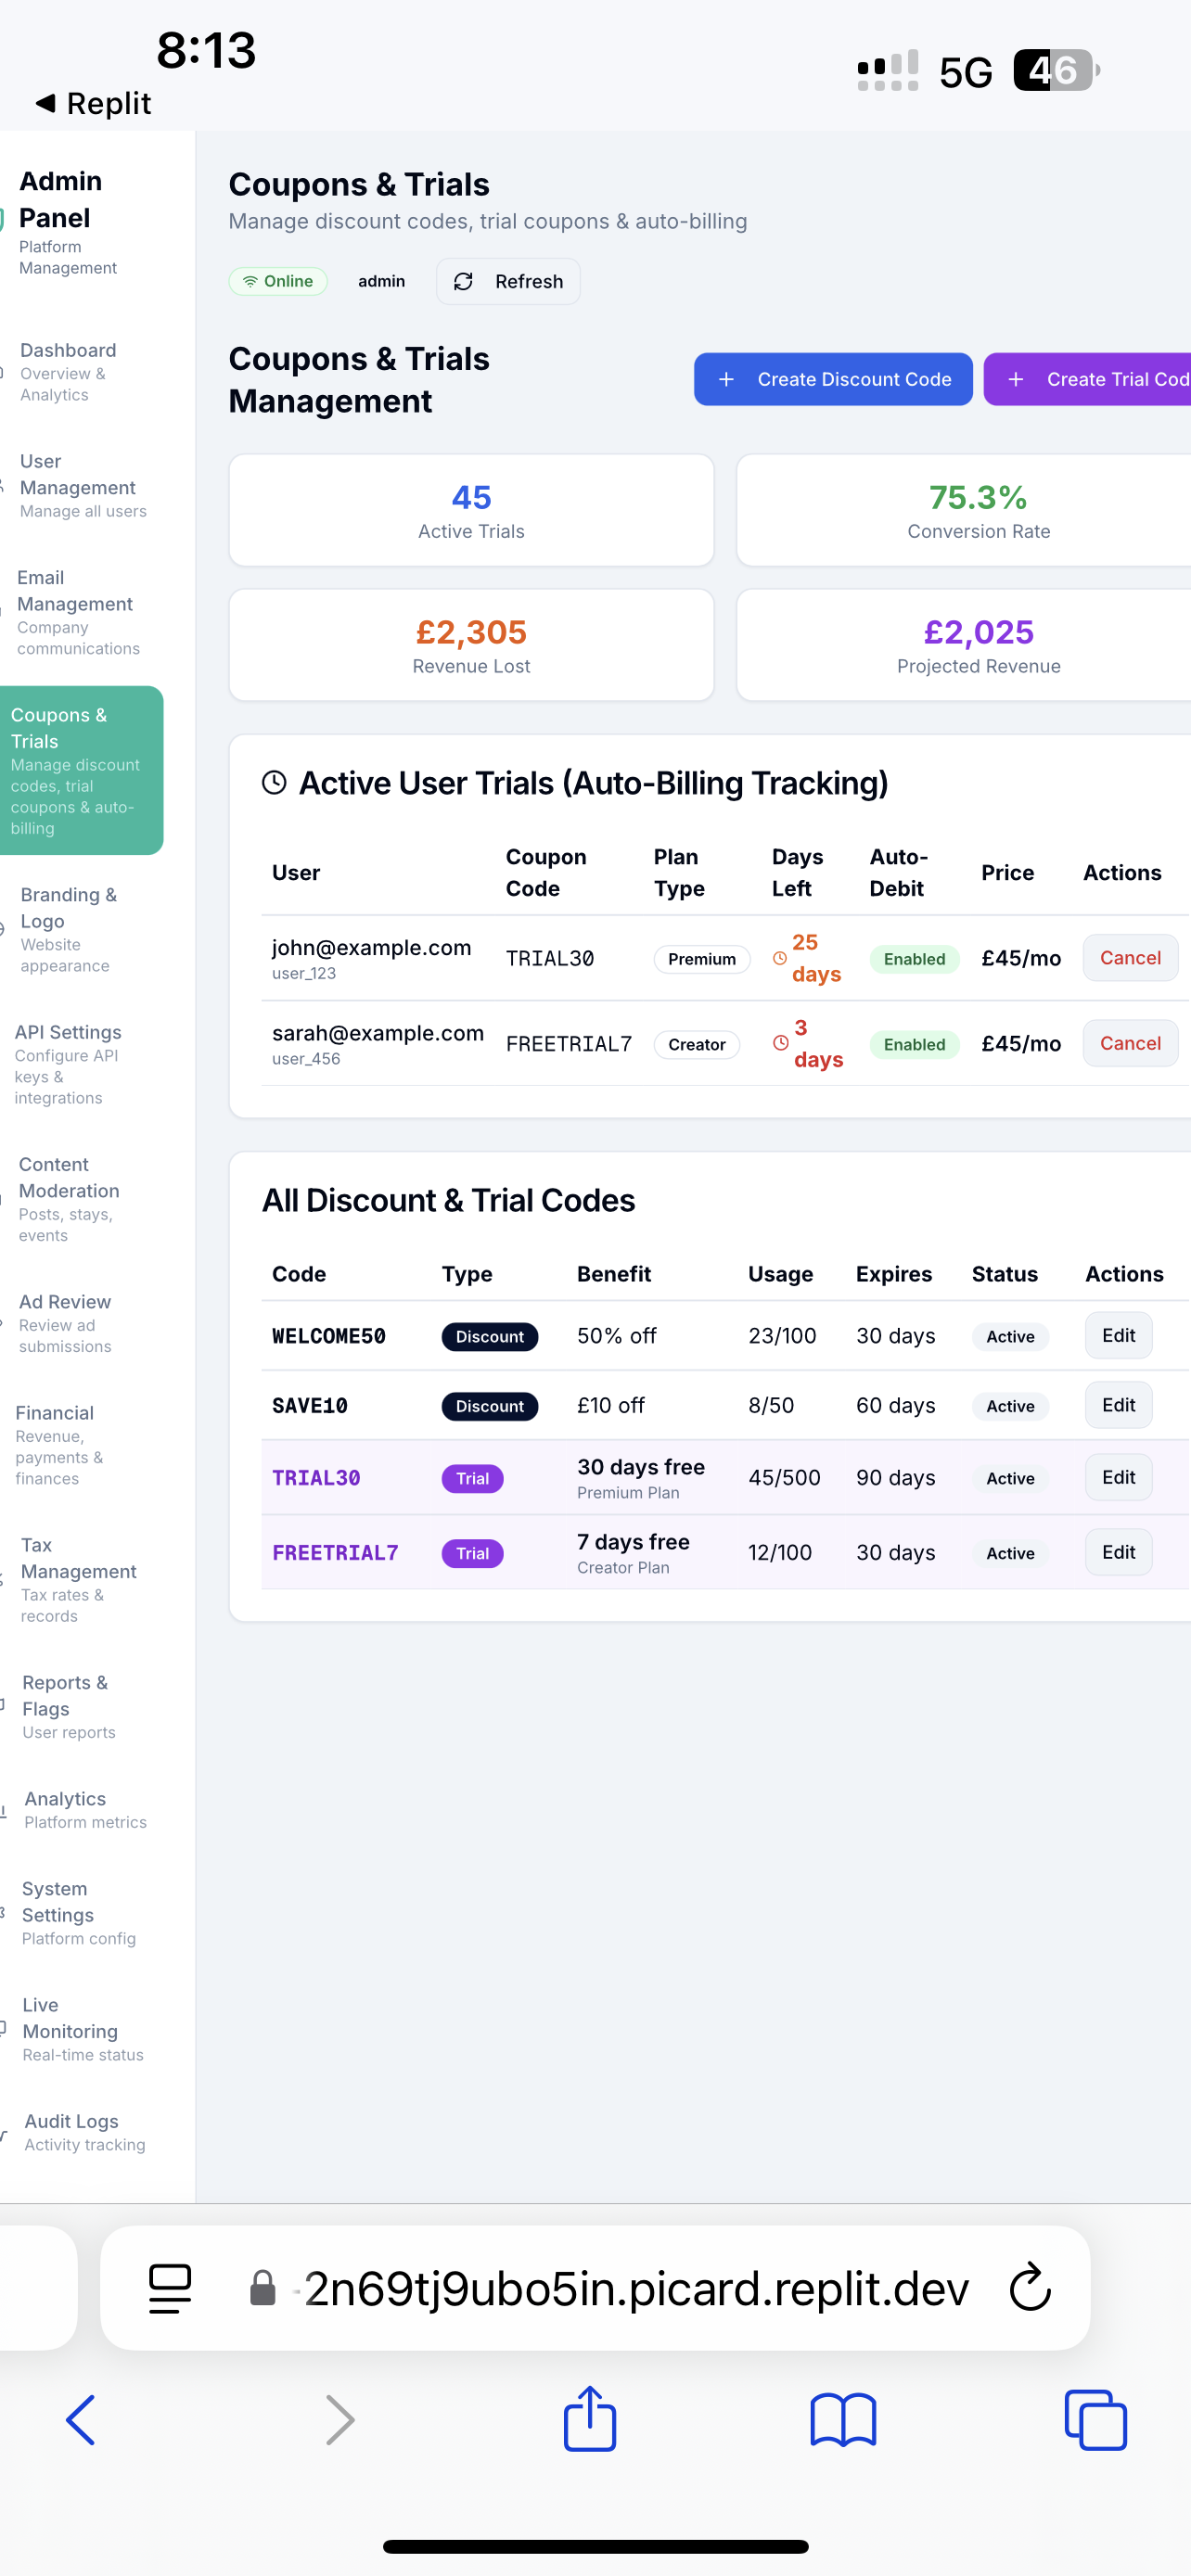 8:13
5G
46
Replit
Admin
Panel
Platform
Management
Dashboard
Overview &
Analytics
User
Management
Manage all users
Email
Management
Company
communications
Coupons &
Trials
Manage discount
codes, trial
coupons & auto-
billing
Branding &
Logo
Website
appearance
API Settings
Configure API
keys &
integrations
Content
Moderation
Posts, stays,
events
Ad Review
Review ad
submissions
Financial
Revenue,
payments &
finances
Tax
Management
Tax rates &
records
Reports &
Flags
User reports
Analytics
Platform metrics
System
Settings
Platform config
Live
Monitoring
Real-time status
Audit Logs
Activity tracking
Coupons & Trials
Manage discount codes, trial coupons & auto-billing
Online admin Refresh
Coupons & Trials
Management
+ Create Discount Code
+ Create Trial Cod
45
Active Trials
75.3%
Conversion Rate
£2,305
Revenue Lost
£2,025
Projected Revenue
Active User Trials (Auto-Billing Tracking)
User Coupon Code Plan Type Days Left Auto-Debit Price Actions
john@example.com TRIAL30 Premium 25 days Enabled £45/mo Cancel
user_123
sarah@example.com FREETRIAL7 Creator 3 days Enabled £45/mo Cancel
user_456
All Discount & Trial Codes
Code Type Benefit Usage Expires Status Actions
WELCOME50 Discount 50% off 23/100 30 days Active Edit
SAVE10 Discount £10 off 8/50 60 days Active Edit
TRIAL30 Trial 30 days free 45/500 90 days Active Edit
Premium Plan
FREETRIAL7 Trial 7 days free 12/100 30 days Active Edit
Creator Plan
-2n69tj9ubo5in.picard.replit.dev